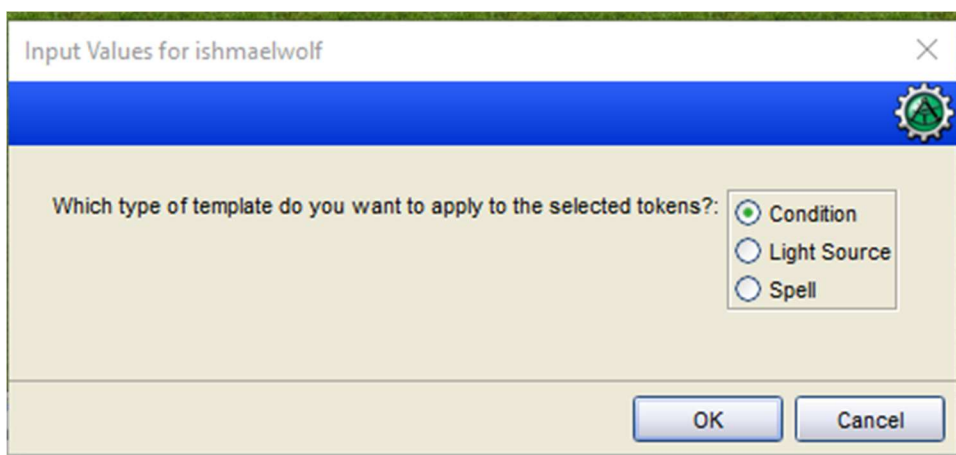 Input Values for ishmaelwolf
Which type of template do you want to apply to the selected tokens?:
Condition
Light Source
Spell
OK
Cancel